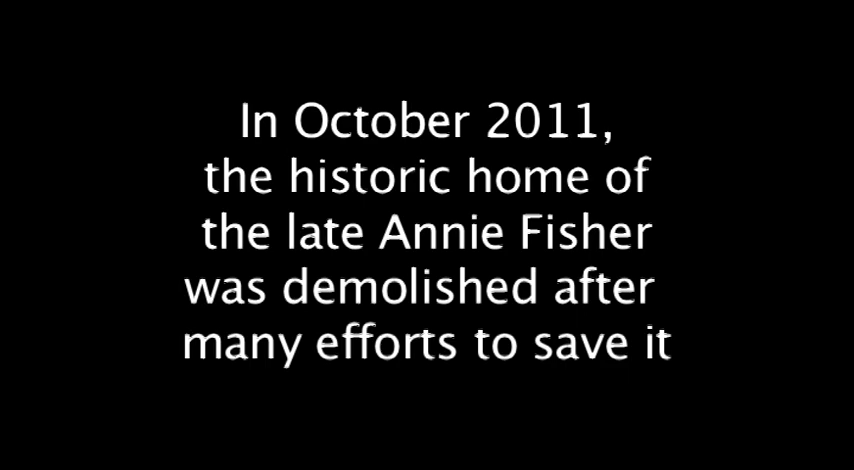 In October 2011,
the historic home of
the late Annie Fisher
was demolished after
many efforts to save it